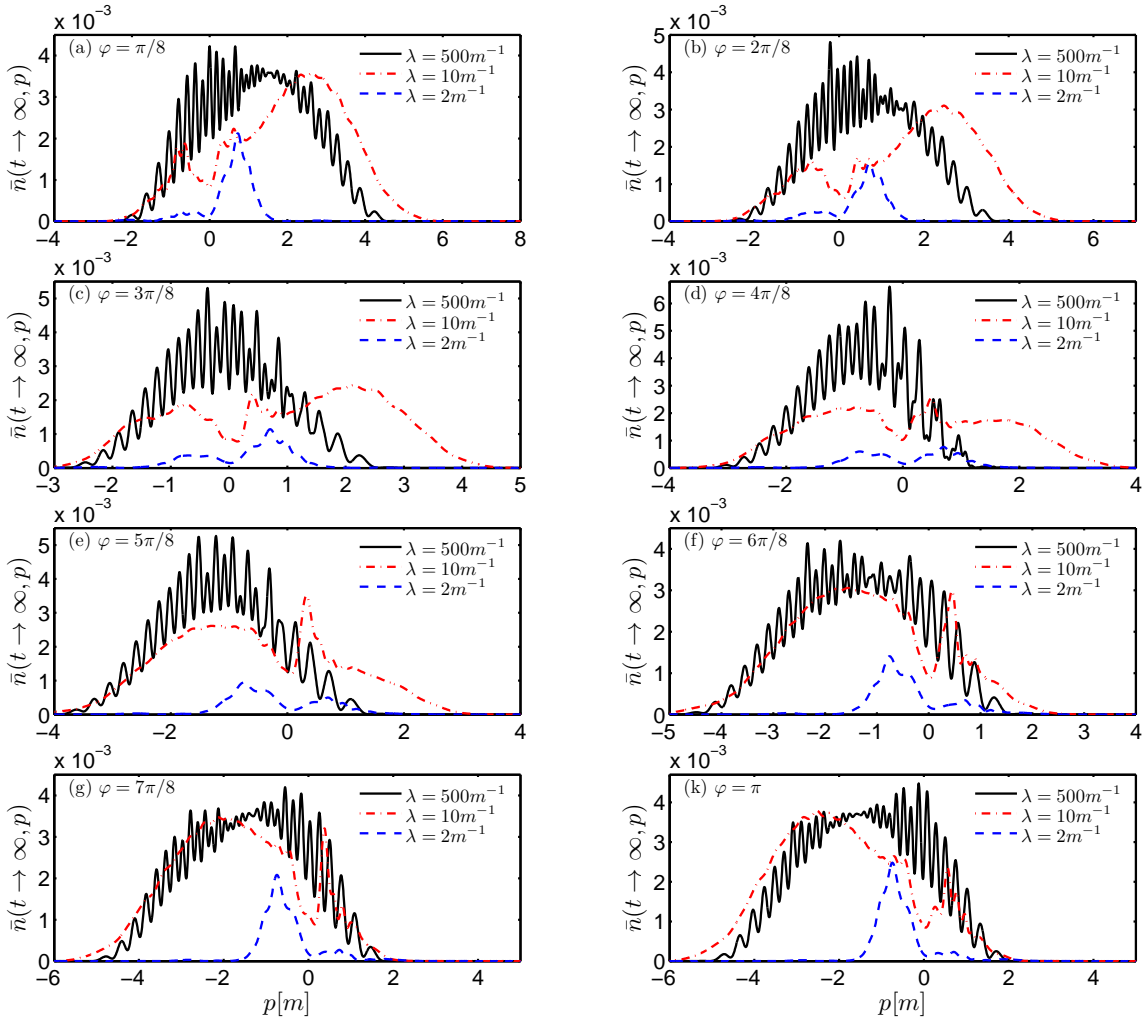 x 10⁻³
(a) φ = π/8
λ = 500m⁻¹
λ = 10m⁻¹
λ = 2m⁻¹
n̄(t → ∞, p)
4
3
2
1
0
−4 −2 0 2 4 6 8
x 10⁻³
(b) φ = 2π/8
λ = 500m⁻¹
λ = 10m⁻¹
λ = 2m⁻¹
n̄(t → ∞, p)
5
4
3
2
1
0
−4 −2 0 2 4 6
x 10⁻³
(c) φ = 3π/8
λ = 500m⁻¹
λ = 10m⁻¹
λ = 2m⁻¹
n̄(t → ∞, p)
5
4
3
2
1
0
−3 −2 −1 0 1 2 3 4 5
x 10⁻³
(d) φ = 4π/8
λ = 500m⁻¹
λ = 10m⁻¹
λ = 2m⁻¹
n̄(t → ∞, p)
6
5
4
3
2
1
0
−4 −2 0 2 4
x 10⁻³
(e) φ = 5π/8
λ = 500m⁻¹
λ = 10m⁻¹
λ = 2m⁻¹
n̄(t → ∞, p)
5
4
3
2
1
0
−4 −2 0 2 4
x 10⁻³
(f) φ = 6π/8
λ = 500m⁻¹
λ = 10m⁻¹
λ = 2m⁻¹
n̄(t → ∞, p)
4
3
2
1
0
−5 −4 −3 −2 −1 0 1 2 3 4
x 10⁻³
(g) φ = 7π/8
λ = 500m⁻¹
λ = 10m⁻¹
λ = 2m⁻¹
n̄(t → ∞, p)
4
3
2
1
0
−6 −4 −2 0 2 4
p[m]
x 10⁻³
(k) φ = π
λ = 500m⁻¹
λ = 10m⁻¹
λ = 2m⁻¹
n̄(t → ∞, p)
4
3
2
1
0
−6 −4 −2 0 2 4 5
p[m]